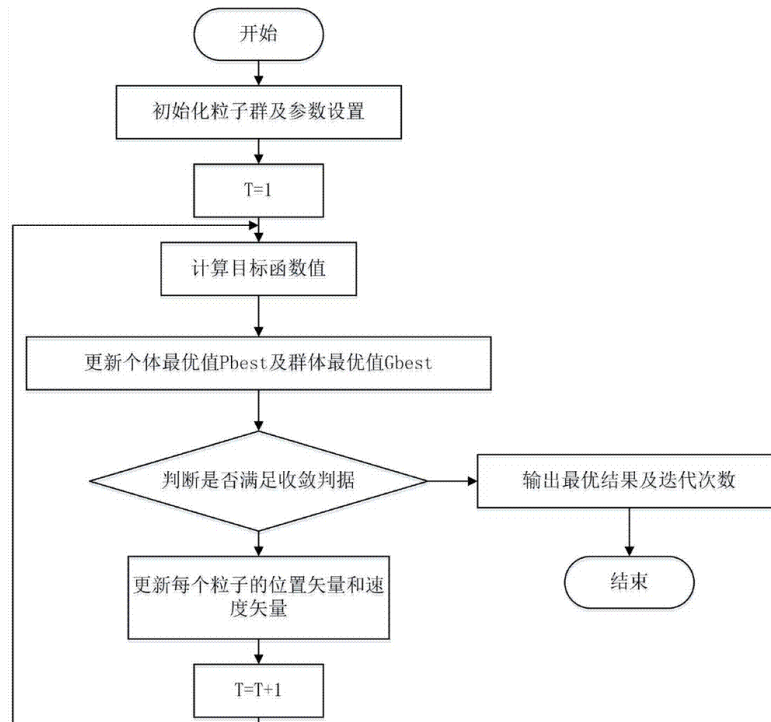 开始
初始化粒子群及参数设置
T=1
计算目标函数值
更新个体最优值Pbest及群体最优值Gbest
判断是否满足收敛判据
输出最优结果及迭代次数
更新每个粒子的位置矢量和速
度矢量
结束
T=T+1